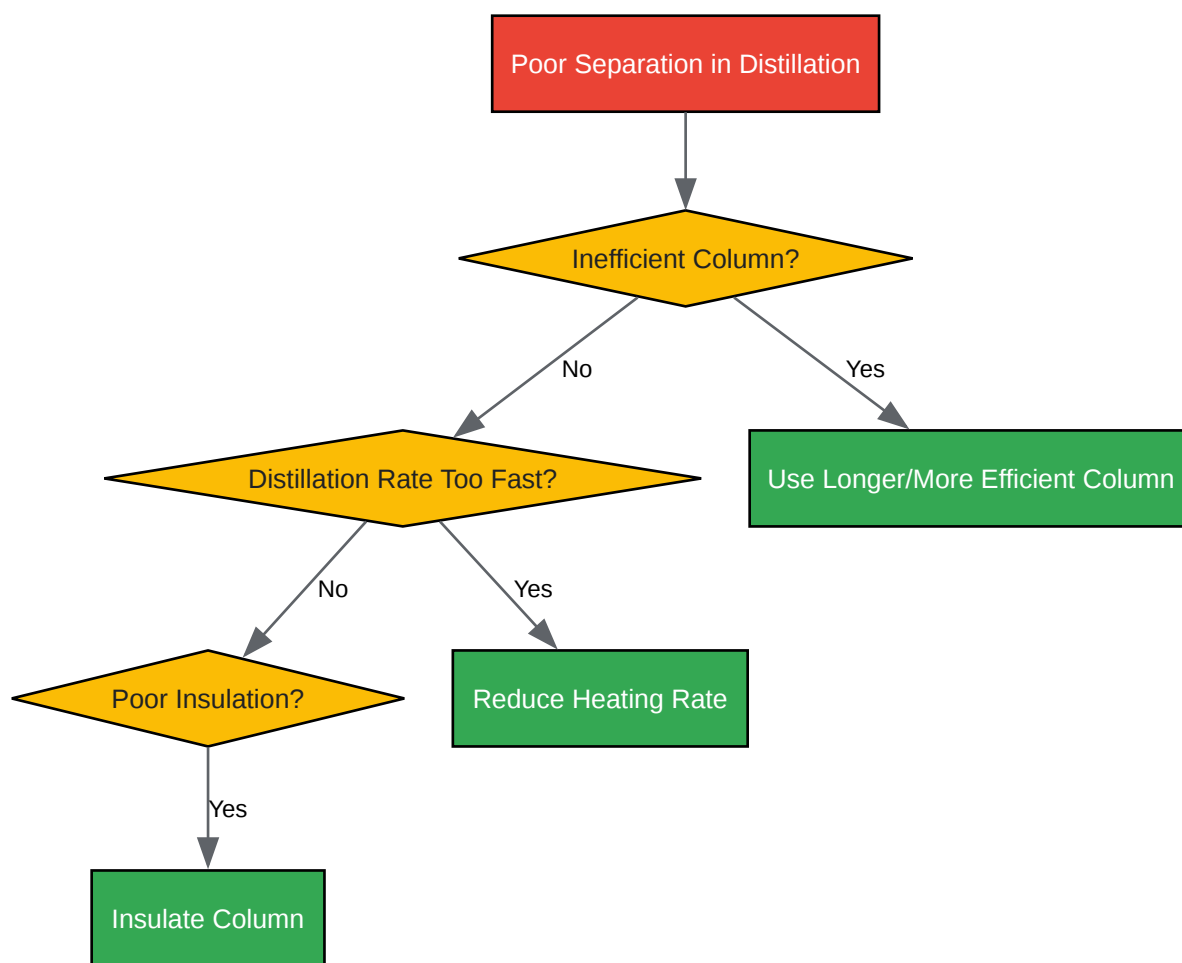 Poor Separation in Distillation
Inefficient Column?
No
Yes
Distillation Rate Too Fast?
Use Longer/More Efficient Column
No
Yes
Poor Insulation?
Reduce Heating Rate
Yes
Insulate Column